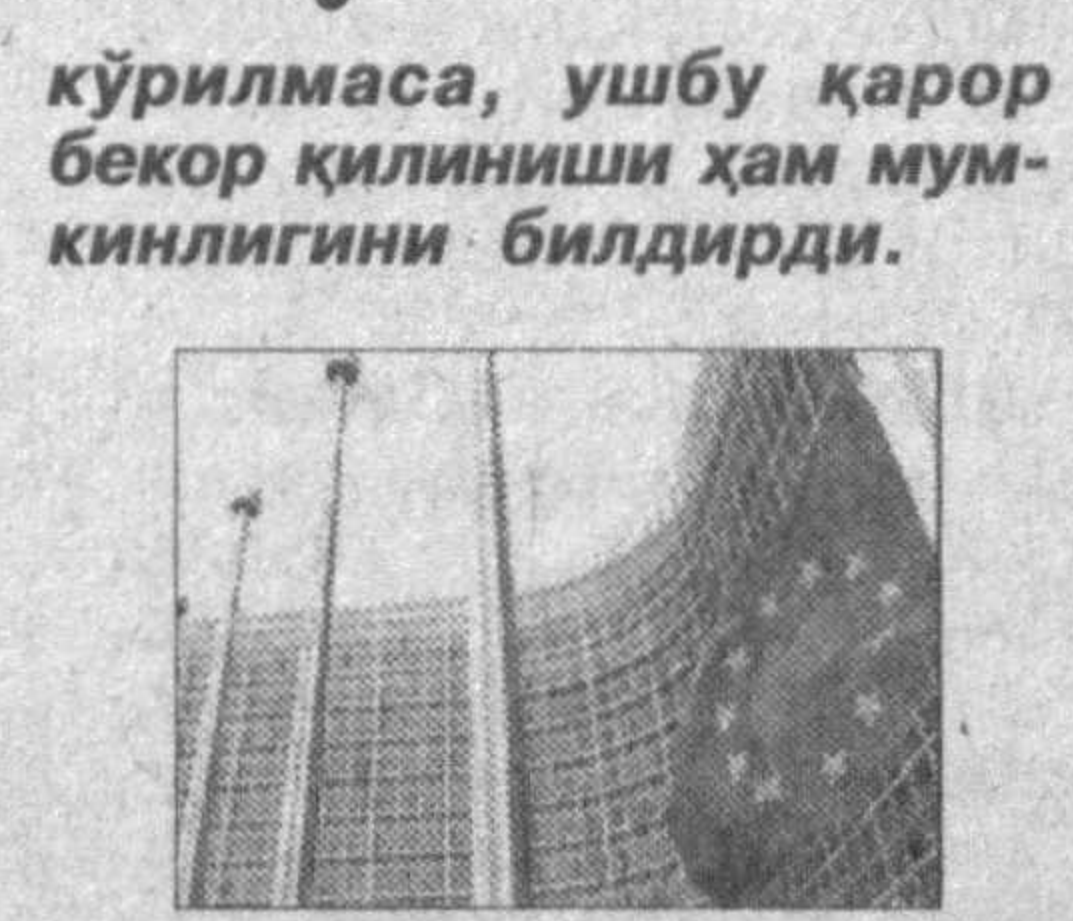 кўрилмаса, ушбу қарор
бекор қилиниши ҳам мум-
кинлигини билдирди.